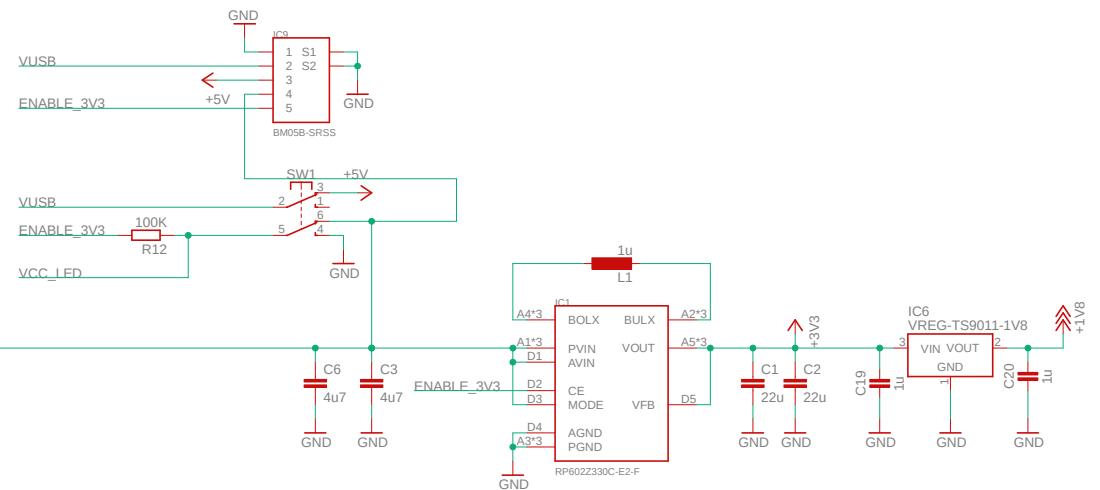 GND
IC9
1 S1
VUSB
2 S2
3
4
+5V
ENABLE_3V3
5
GND
BM05B-SRSS
SW1
+5V
3
VUSB
2
1
100K
6
ENABLE_3V3
5
4
R12
GND
VCC_LED
1u
L1
IC1
A4*3 BOLX BULX A2*3
A1*3 PVIN VOUT A5*3
D1 AVIN
ENABLE_3V3
D2 CE
D3 MODE VFB D5
D4 AGND
A3*3 PGND
GND
RP602Z330C-E2-F
C6
4u7
GND
C3
4u7
GND
C1
22u
GND
C2
22u
GND
+3V3
C19
1u
GND
IC6
VREG-TS9011-1V8
3 VIN VOUT 2
GND
1
GND
C20
1u
GND
+1V8